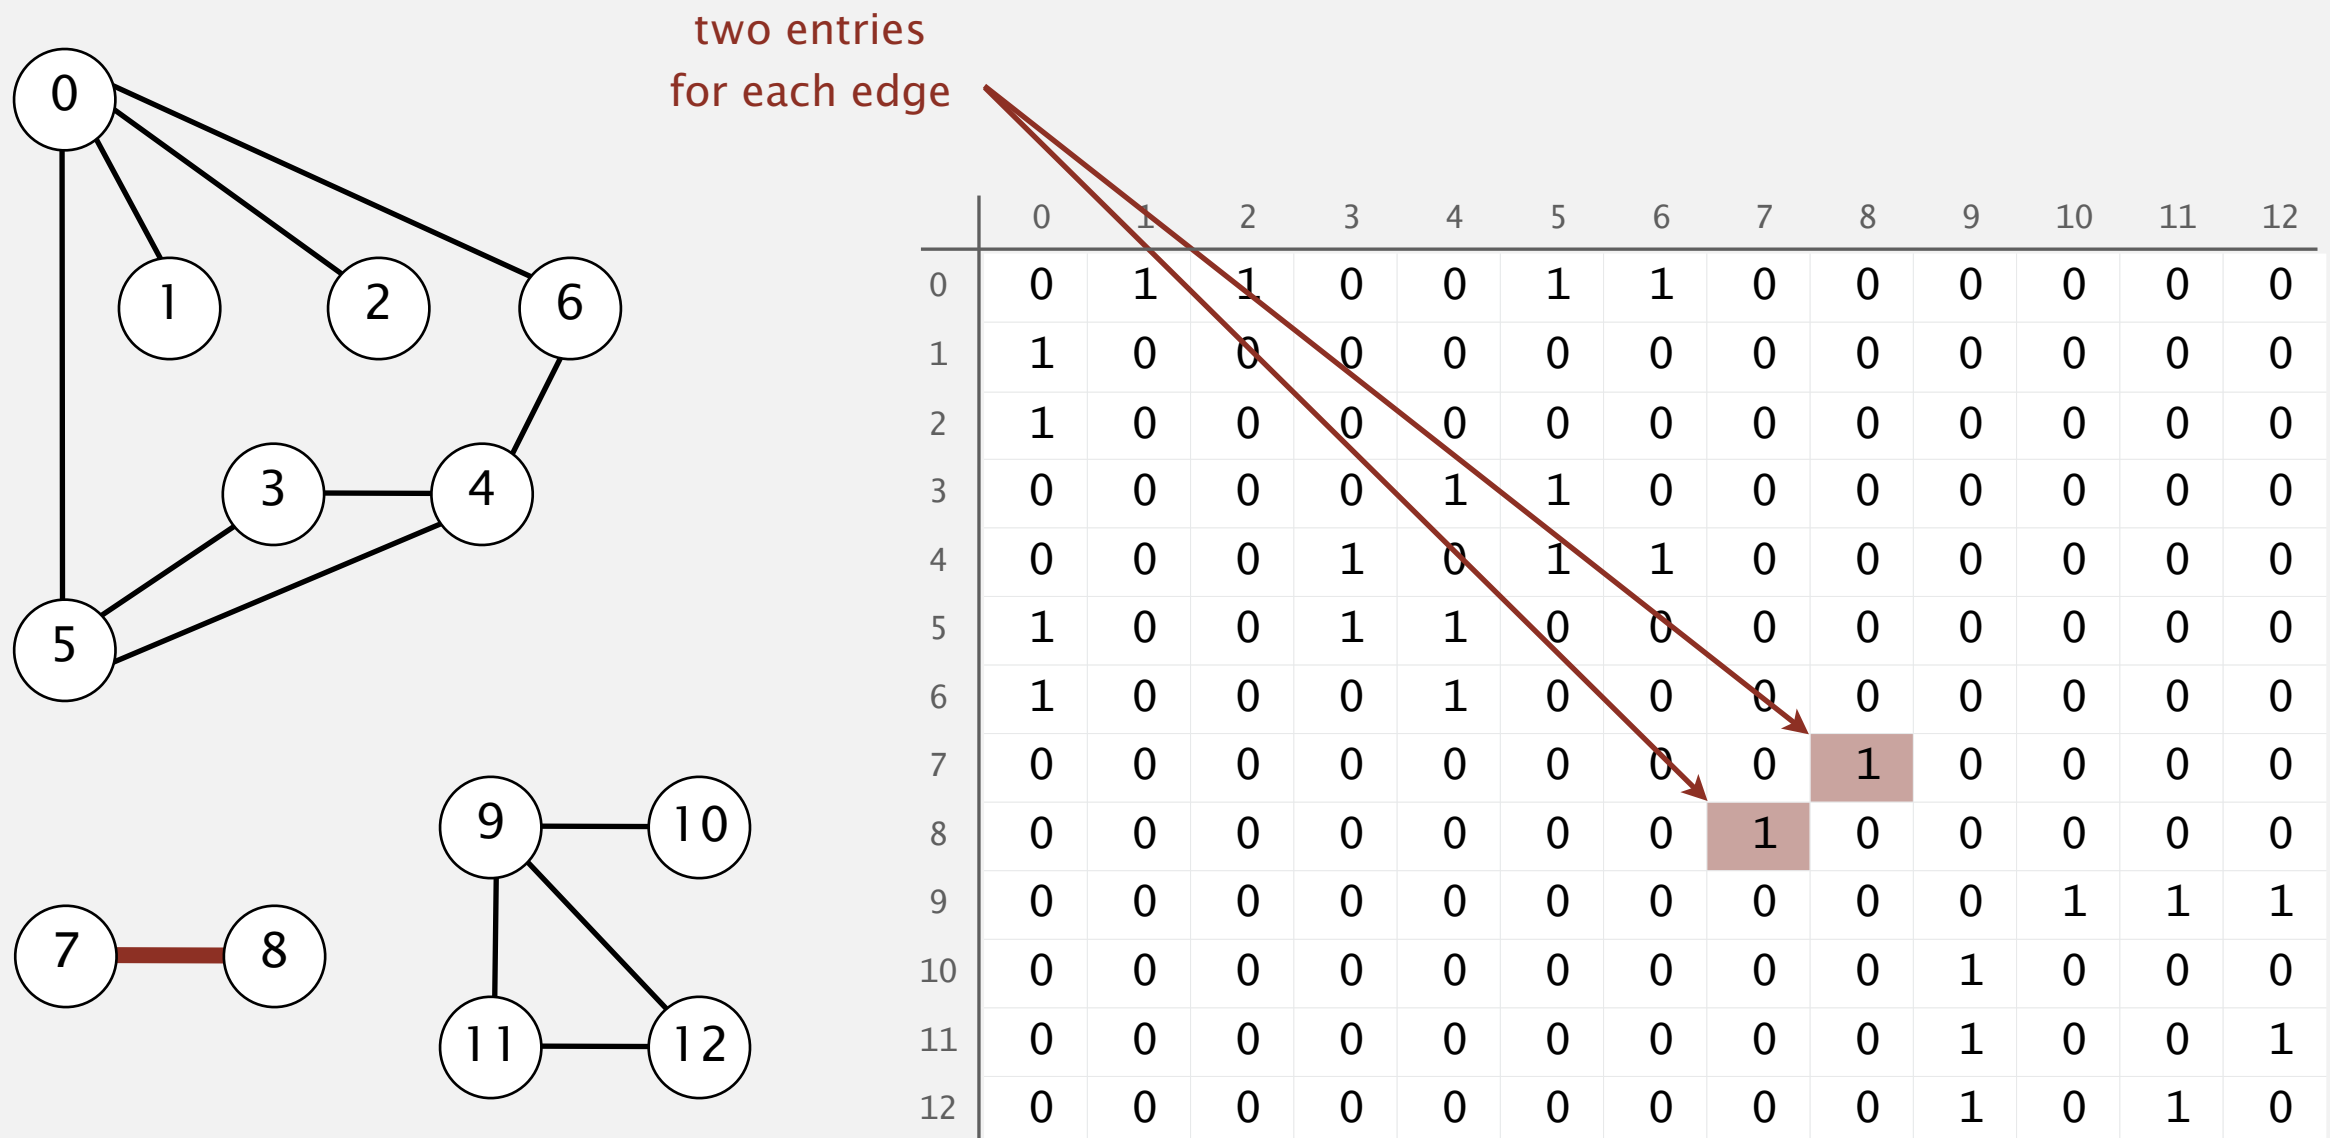 two entries
for each edge
0
1
2
6
3
4
5
9
10
7
8
11
12
0 1 2 3 4 5 6 7 8 9 10 11 12
0 0 1 1 0 0 1 1 0 0 0 0 0 0
1 1 0 0 0 0 0 0 0 0 0 0 0 0
2 1 0 0 0 0 0 0 0 0 0 0 0 0
3 0 0 0 0 1 1 0 0 0 0 0 0 0
4 0 0 0 1 0 1 1 0 0 0 0 0 0
5 1 0 0 1 1 0 0 0 0 0 0 0 0
6 1 0 0 0 1 0 0 0 0 0 0 0 0
7 0 0 0 0 0 0 0 0 1 0 0 0 0
8 0 0 0 0 0 0 0 1 0 0 0 0 0
9 0 0 0 0 0 0 0 0 0 0 1 1 1
10 0 0 0 0 0 0 0 0 0 1 0 0 0
11 0 0 0 0 0 0 0 0 0 1 0 0 1
12 0 0 0 0 0 0 0 0 0 1 0 1 0